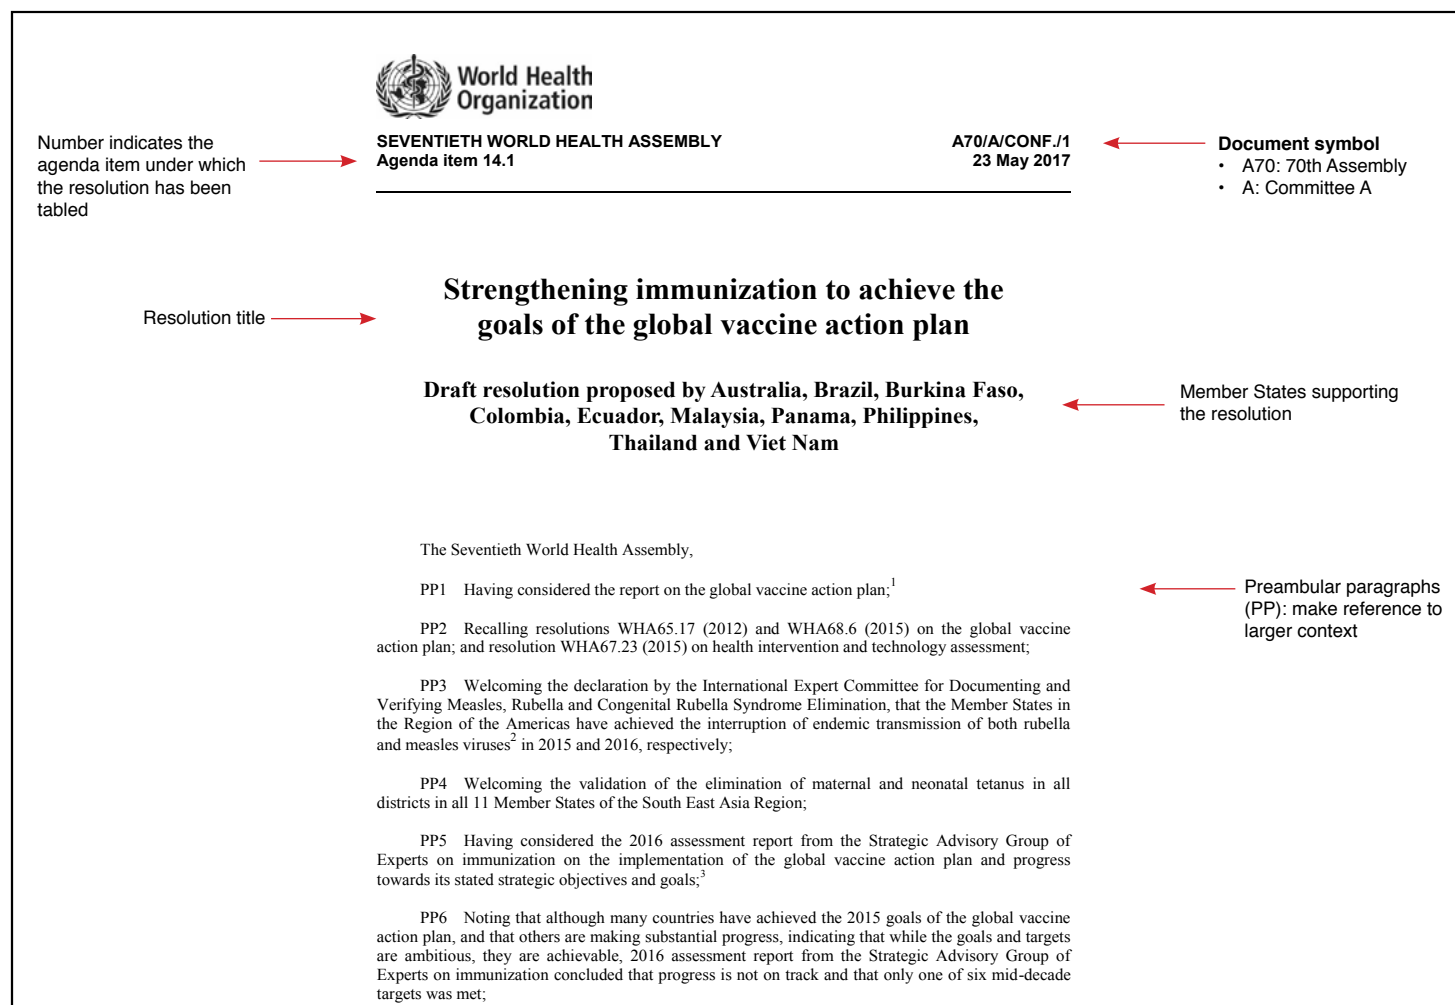 World Health
Organization
Number indicates the
agenda item under which
the resolution has been
tabled
SEVENTIETH WORLD HEALTH ASSEMBLY
Agenda item 14.1
A70/A/CONF./1
23 May 2017
Document symbol
• A70: 70th Assembly
• A: Committee A
Resolution title
Strengthening immunization to achieve the
goals of the global vaccine action plan
Draft resolution proposed by Australia, Brazil, Burkina Faso,
Colombia, Ecuador, Malaysia, Panama, Philippines,
Thailand and Viet Nam
Member States supporting
the resolution
The Seventieth World Health Assembly,
PP1 Having considered the report on the global vaccine action plan;1
Preambular paragraphs
(PP): make reference to
larger context
PP2 Recalling resolutions WHA65.17 (2012) and WHA68.6 (2015) on the global vaccine
action plan; and resolution WHA67.23 (2015) on health intervention and technology assessment;
PP3 Welcoming the declaration by the International Expert Committee for Documenting and
Verifying Measles, Rubella and Congenital Rubella Syndrome Elimination, that the Member States in
the Region of the Americas have achieved the interruption of endemic transmission of both rubella
and measles viruses2 in 2015 and 2016, respectively;
PP4 Welcoming the validation of the elimination of maternal and neonatal tetanus in all
districts in all 11 Member States of the South East Asia Region;
PP5 Having considered the 2016 assessment report from the Strategic Advisory Group of
Experts on immunization on the implementation of the global vaccine action plan and progress
towards its stated strategic objectives and goals;3
PP6 Noting that although many countries have achieved the 2015 goals of the global vaccine
action plan, and that others are making substantial progress, indicating that while the goals and targets
are ambitious, they are achievable, 2016 assessment report from the Strategic Advisory Group of
Experts on immunization concluded that progress is not on track and that only one of six mid-decade
targets was met;